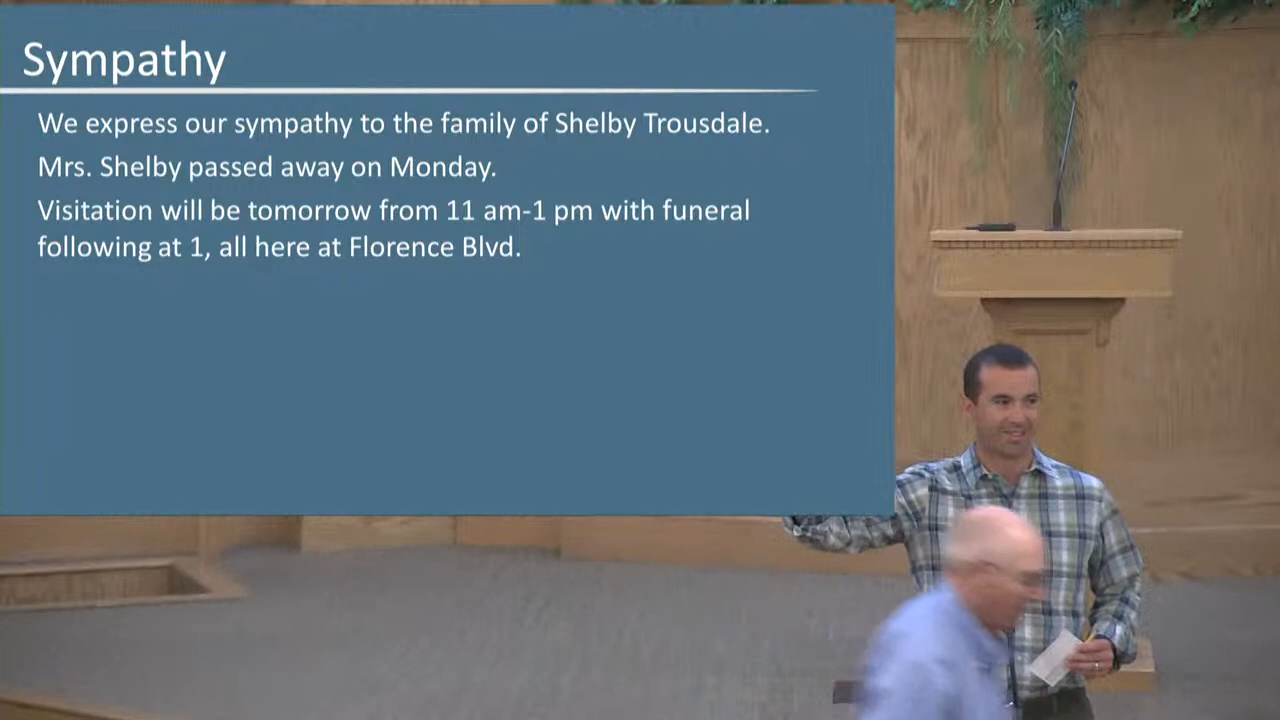 Sympathy
We express our sympathy to the family of Shelby Trousdale.
Mrs. Shelby passed away on Monday.
Visitation will be tomorrow from 11 am-1 pm with funeral
following at 1, all here at Florence Blvd.